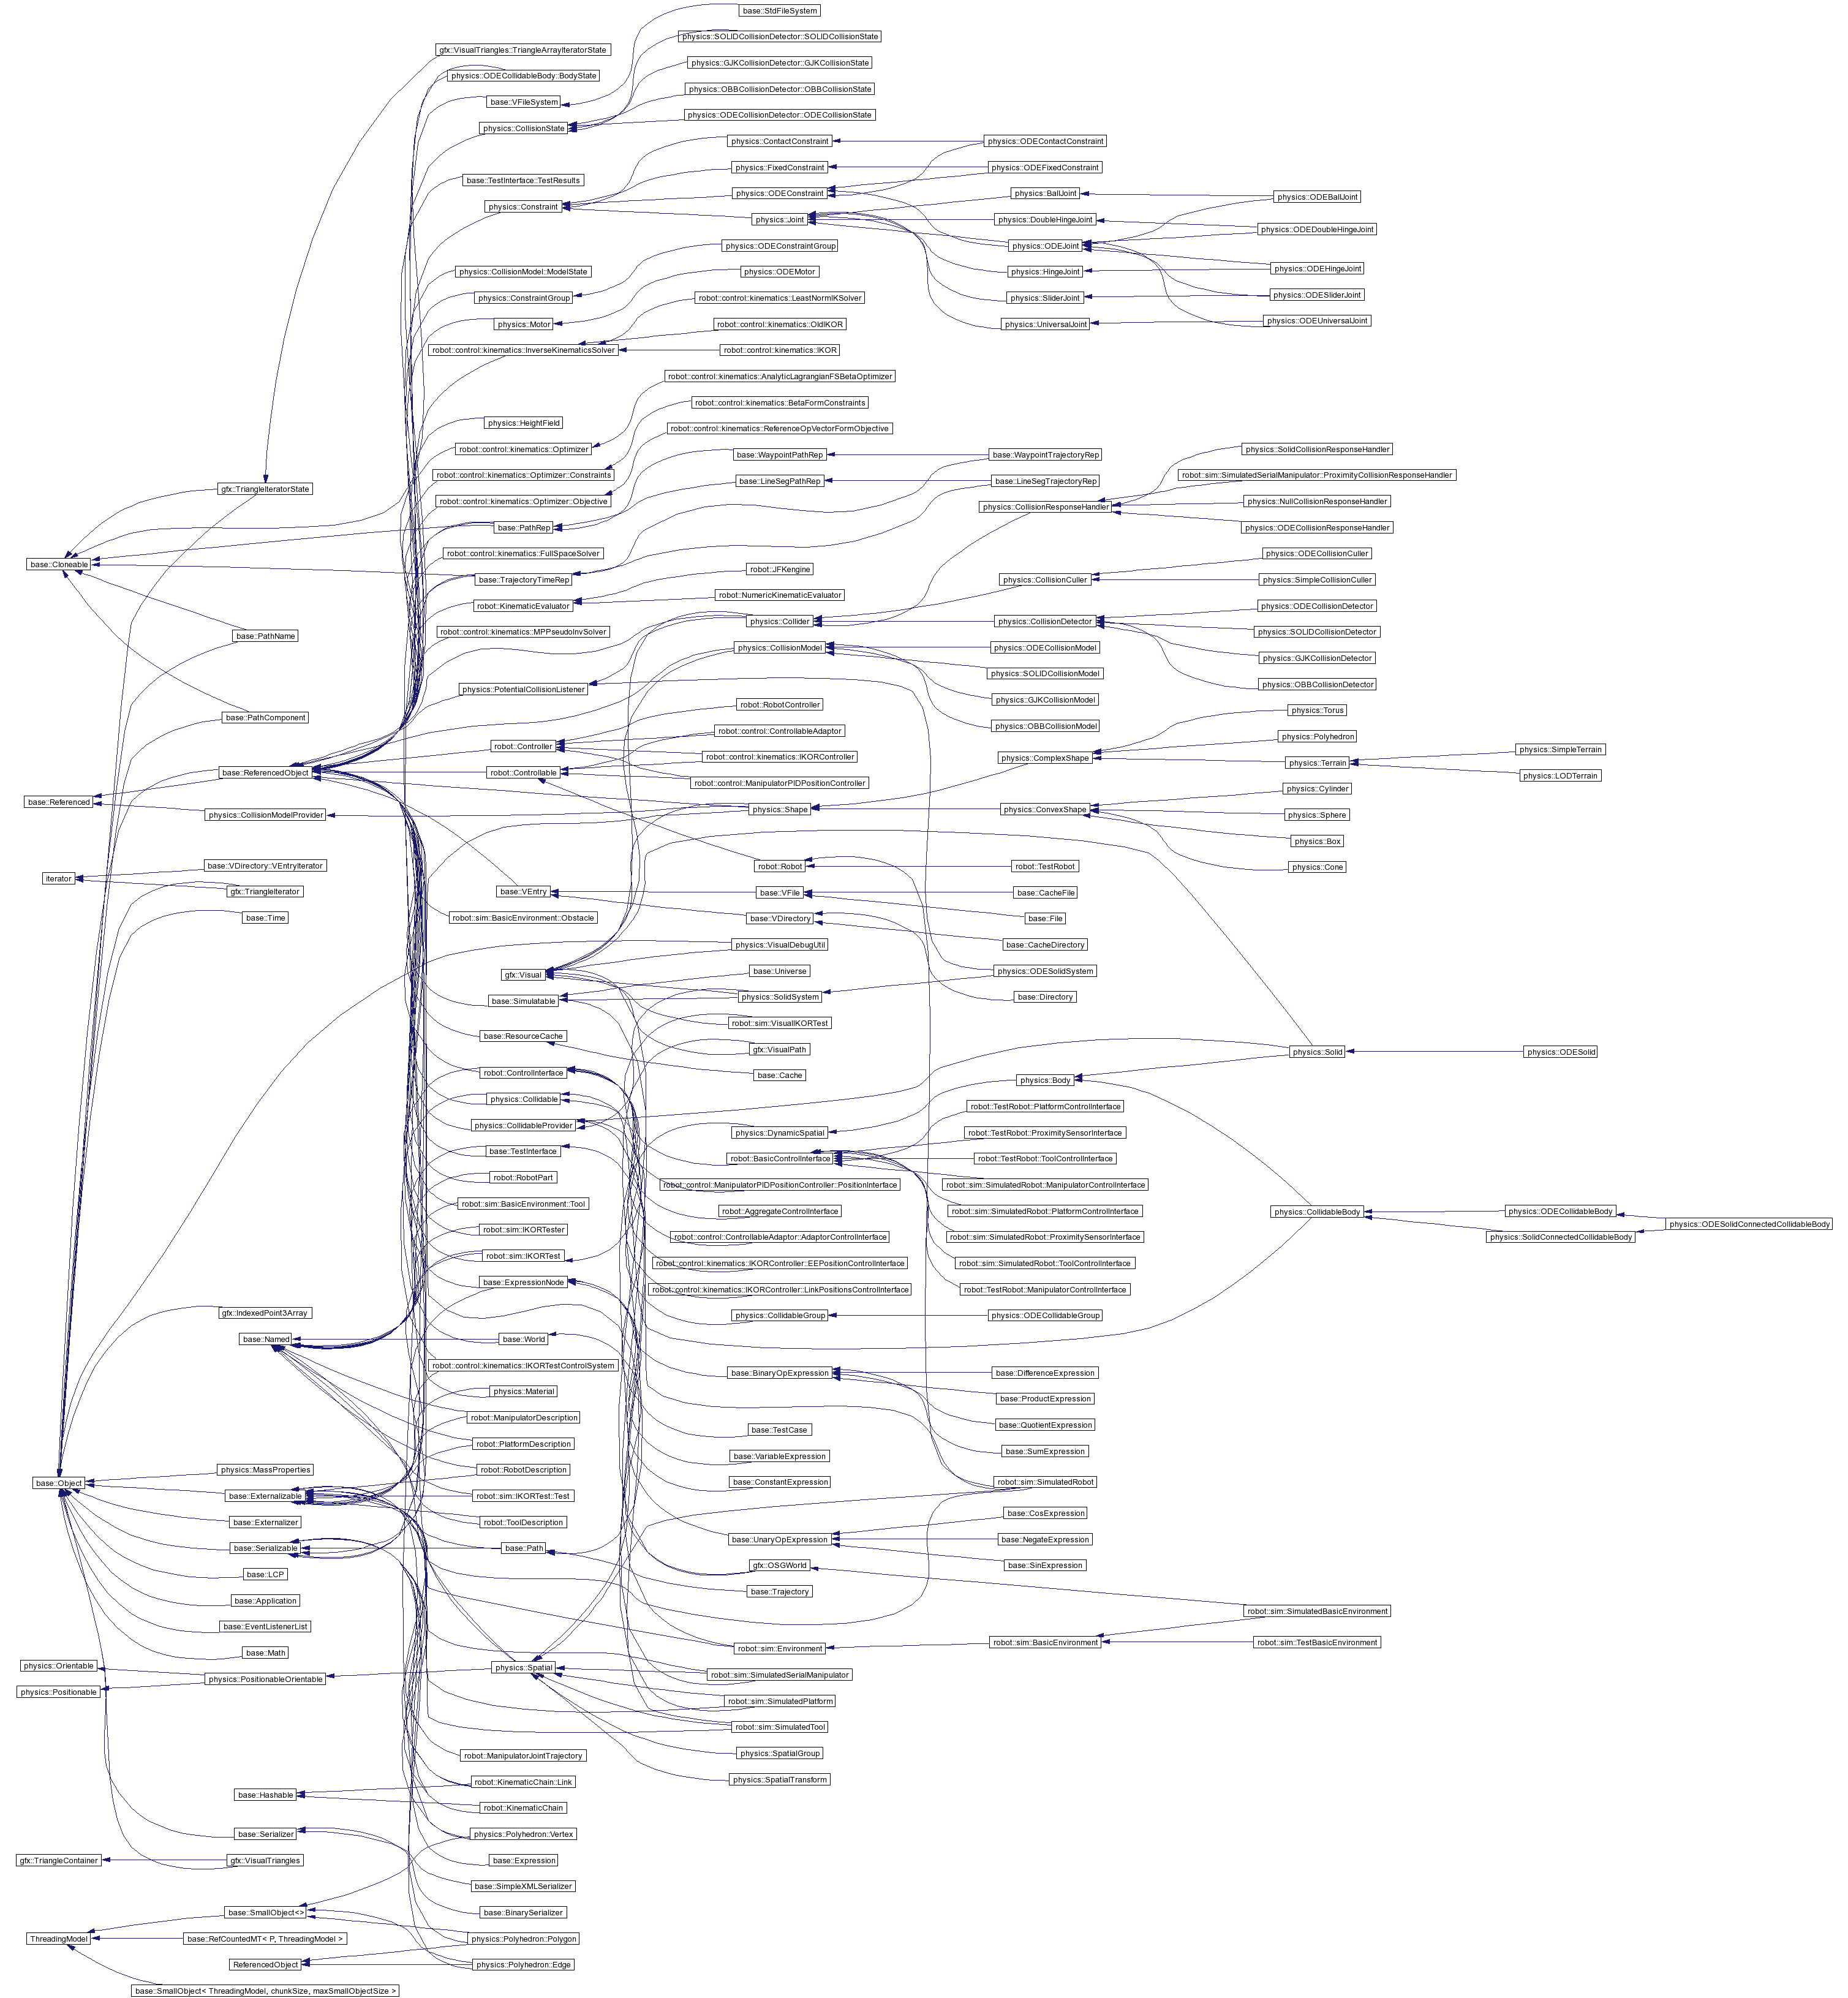 base::StdFileSystem
physics::SOLIDCollisionDetector::SOLIDCollisionState
gfx::VisualTriangles::TriangleArrayIteratorState
physics::GJKCollisionDetector::GJKCollisionState
physics::ODECollidableBody::BodyState
physics::OBBCollisionDetector::OBBCollisionState
base::VFileSystem
physics::ODECollisionDetector::ODECollisionState
physics::CollisionState
physics::ContactConstraint
physics::ODEContactConstraint
physics::FixedConstraint
physics::ODEFixedConstraint
base::TestInterface::TestResults
physics::ODEConstraint
physics::BallJoint
physics::ODEBallJoint
physics::Constraint
physics::Joint
physics::DoubleHingeJoint
physics::ODEDoubleHingeJoint
physics::ODEConstraintGroup
physics::ODEJoint
physics::CollisionModel::ModelState
physics::ODEMotor
physics::HingeJoint
physics::ODEHingeJoint
physics::ConstraintGroup
robot::control::kinematics::LeastNormIKSolver
physics::SliderJoint
physics::ODESliderJoint
physics::Motor
robot::control::kinematics::OldIKOR
physics::UniversalJoint
physics::ODEUniversalJoint
robot::control::kinematics::InverseKinematicsSolver
robot::control::kinematics::IKOR
robot::control::kinematics::AnalyticLagrangianFSBetaOptimizer
robot::control::kinematics::BetaFormConstraints
physics::HeightField
robot::control::kinematics::ReferenceOpVectorFormObjective
robot::control::kinematics::Optimizer
base::WaypointPathRep
base::WaypointTrajectoryRep
physics::SolidCollisionResponseHandler
robot::control::kinematics::Optimizer::Constraints
base::LineSegPathRep
base::LineSegTrajectoryRep
robot::sim::SimulatedSerialManipulator::ProximityCollisionResponseHandler
gfx::TriangleIteratorState
robot::control::kinematics::Optimizer::Objective
physics::CollisionResponseHandler
physics::NullCollisionResponseHandler
base::PathRep
physics::ODECollisionResponseHandler
robot::control::kinematics::FullSpaceSolver
physics::ODECollisionCuller
base::Cloneable
base::TrajectoryTimeRep
robot::JFKengine
physics::CollisionCuller
physics::SimpleCollisionCuller
robot::KinematicEvaluator
robot::NumericKinematicEvaluator
physics::ODECollisionDetector
base::PathName
robot::control::kinematics::MPPseudoInvSolver
physics::Collider
physics::CollisionDetector
physics::SOLIDCollisionDetector
physics::CollisionModel
physics::ODECollisionModel
physics::GJKCollisionDetector
physics::PotentialCollisionListener
physics::SOLIDCollisionModel
physics::OBBCollisionDetector
base::PathComponent
robot::RobotController
physics::GJKCollisionModel
physics::Torus
robot::Controller
robot::control::ControllableAdaptor
physics::OBBCollisionModel
physics::Polyhedron
base::ReferencedObject
robot::Controllable
robot::control::kinematics::IKORController
physics::ComplexShape
physics::Terrain
physics::SimpleTerrain
robot::control::ManipulatorPIDPositionController
physics::LODTerrain
base::Referenced
physics::CollisionModelProvider
physics::Shape
physics::ConvexShape
physics::Cylinder
physics::Sphere
physics::Box
base::VDirectory::VEntryIterator
robot::Robot
robot::TestRobot
physics::Cone
iterator
gfx::TriangleIterator
base::VEntry
base::VFile
base::CacheFile
base::Time
robot::sim::BasicEnvironment::Obstacle
base::VDirectory
base::File
physics::VisualDebugUtil
base::CacheDirectory
gfx::Visual
base::Universe
physics::ODESolidSystem
base::Simulatable
physics::SolidSystem
base::Directory
robot::sim::VisualIKORTest
base::ResourceCache
gfx::VisualPath
physics::Solid
physics::ODESolid
robot::ControlInterface
base::Cache
physics::Body
physics::Collidable
robot::TestRobot::PlatformControlInterface
physics::CollidableProvider
physics::DynamicSpatial
robot::TestRobot::ProximitySensorInterface
base::TestInterface
robot::BasicControlInterface
robot::TestRobot::ToolControlInterface
robot::RobotPart
robot::control::ManipulatorPIDPositionController::PositionInterface
robot::sim::SimulatedRobot::ManipulatorControlInterface
robot::sim::BasicEnvironment::Tool
robot::AggregateControlInterface
robot::sim::SimulatedRobot::PlatformControlInterface
physics::CollidableBody
physics::ODECollidableBody
physics::ODESolidConnectedCollidableBody
robot::sim::IKORTester
robot::control::ControllableAdaptor::AdaptorControlInterface
robot::sim::SimulatedRobot::ProximitySensorInterface
physics::SolidConnectedCollidableBody
robot::sim::IKORTest
robot::control::kinematics::IKORController::EEPositionControlInterface
robot::sim::SimulatedRobot::ToolControlInterface
base::ExpressionNode
robot::control::kinematics::IKORController::LinkPositionsControlInterface
robot::TestRobot::ManipulatorControlInterface
gfx::IndexedPoint3Array
physics::CollidableGroup
physics::ODECollidableGroup
base::Named
base::World
robot::control::kinematics::IKORTestControlSystem
base::BinaryOpExpression
base::DifferenceExpression
physics::Material
base::ProductExpression
robot::ManipulatorDescription
base::TestCase
base::QuotientExpression
robot::PlatformDescription
base::VariableExpression
base::SumExpression
physics::MassProperties
robot::RobotDescription
base::ConstantExpression
robot::sim::SimulatedRobot
base::Object
base::Externalizable
robot::sim::IKORTest::Test
base::CosExpression
base::Externalizer
robot::ToolDescription
base::UnaryOpExpression
base::NegateExpression
base::Serializable
base::Path
gfx::OSGWorld
base::SinExpression
base::LCP
base::Trajectory
base::Application
robot::sim::SimulatedBasicEnvironment
base::EventListenerList
robot::sim::Environment
robot::sim::BasicEnvironment
robot::sim::TestBasicEnvironment
base::Math
physics::Orientable
physics::Spatial
robot::sim::SimulatedSerialManipulator
physics::PositionableOrientable
physics::Positionable
robot::sim::SimulatedPlatform
robot::sim::SimulatedTool
robot::ManipulatorJointTrajectory
physics::SpatialGroup
robot::KinematicChain::Link
physics::SpatialTransform
base::Hashable
robot::KinematicChain
base::Serializer
physics::Polyhedron::Vertex
gfx::TriangleContainer
gfx::VisualTriangles
base::Expression
base::SimpleXMLSerializer
base::SmallObject<>
base::BinarySerializer
ThreadingModel
base::RefCountedMT< P, ThreadingModel >
physics::Polyhedron::Polygon
ReferencedObject
physics::Polyhedron::Edge
base::SmallObject< ThreadingModel, chunkSize, maxSmallObjectSize >